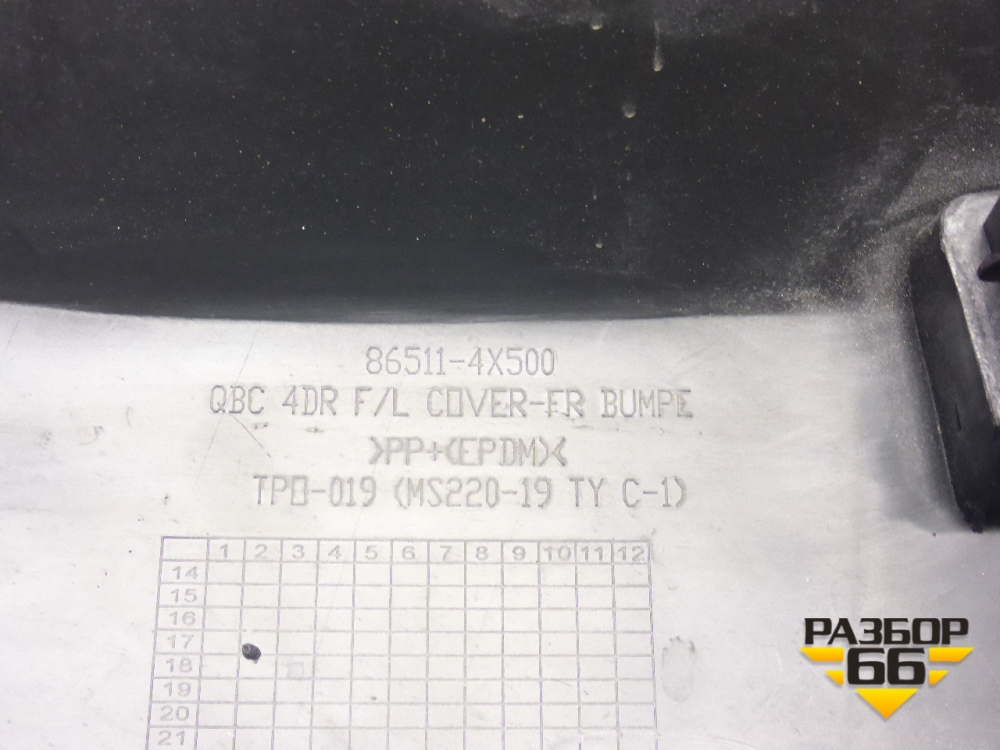 86511-4X500
QBC 4DR F/L COVER-FR BUMPE
>PP+<EPDM><
TPO-019 (MS220-19 TY C-1)
1 2 3 4 5 6 7 8 9 10 11 12
14
15
16
17
18
19
20
21
РАЗБОР
66